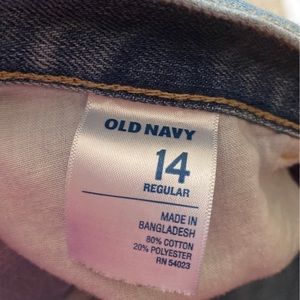 OLD NAVY
14
REGULAR
MADE IN
BANGLADESH
80% COTTON
20% POLYESTER
RN 54023